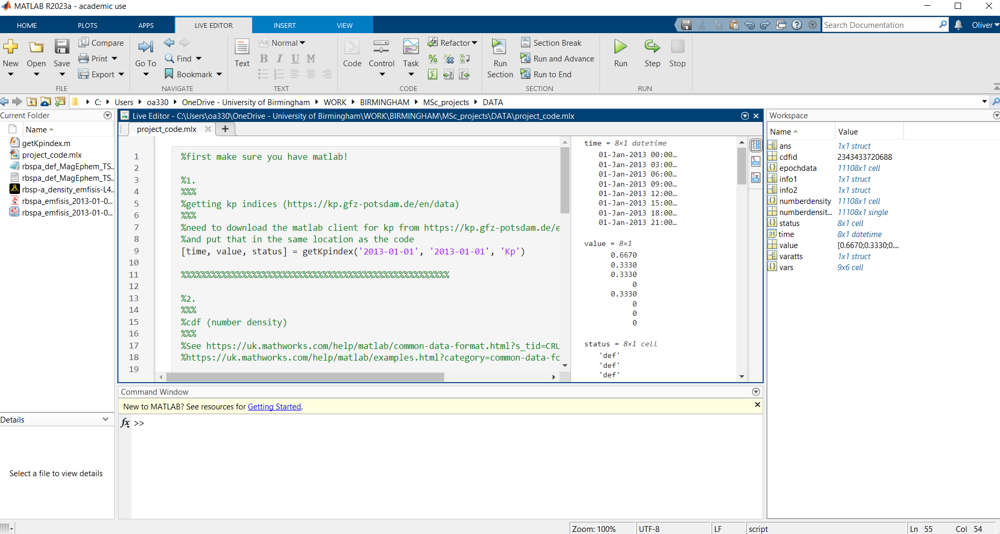 MATLAB R2023a - academic use
HOME PLOTS APPS LIVE EDITOR INSERT VIEW
Search Documentation
Oliver
New
Open
Save
Compare
Print
Export
FILE
Go To
Find
Bookmark
NAVIGATE
Text
Aa Normal
B I U M
TEXT
Code
Control
Task
Refactor
CODE
Run Section
Section Break
Run and Advance
Run to End
SECTION
Run
Step
Stop
RUN
C: Users oa330 OneDrive - University of Birmingham WORK BIRMINGHAM MSc_projects DATA
Current Folder
Name
getKpindex.m
project_code.mlx
rbspa_def_MagEphem_TS...
rbspa_def_MagEphem_TS...
rbsp-a_density_emfisis-L4...
rbspa_emfisis_2013-01-0...
rbspa_emfisis_2013-01-0...
Details
Select a file to view details
Live Editor - C:\Users\oa330\OneDrive - University of Birmingham\WORK\BIRMINGHAM\MSc_projects\DATA\project_code.mlx
project_code.mlx
1 %first make sure you have matlab!
2
3 %1.
4 %%%
5 %getting kp indices (https://kp.gfz-potsdam.de/en/data)
6 %%%
7 %need to download the matlab client for kp from https://kp.gfz-potsdam.de/e
8 %and put that in the same location as the code
9 [time, value, status] = getKpindex('2013-01-01', '2013-01-01', 'Kp')
10
11 %%%%%%%%%%%%%%%%%%%%%%%%%%%%%%%%%%%%%%%%%%%%%%%%%%%%%
12
13 %2.
14 %%%
15 %cdf (number density)
16 %%%
17 %See https://uk.mathworks.com/help/matlab/common-data-format.html?s_tid=CRU
18 %https://uk.mathworks.com/help/matlab/examples.html?category=common-data-fo
19
time = 8×1 datetime
01-Jan-2013 00:00…
01-Jan-2013 03:00…
01-Jan-2013 06:00…
01-Jan-2013 09:00…
01-Jan-2013 12:00…
01-Jan-2013 15:00…
01-Jan-2013 18:00…
01-Jan-2013 21:00…
value = 8×1
0.6670
0.3330
0.3330
0
0.3330
0
0
0
status = 8×1 cell
'def'
'def'
'def'
Command Window
New to MATLAB? See resources for Getting Started.
fx >>
Workspace
Name Value
ans 1x1 struct
cdfid 2343433720688
epochdata 11108x1 cell
info1 1x1 struct
info2 1x1 struct
numberdensity 11108x1 cell
numberdensit... 11108x1 single
status 8x1 cell
time 8x1 datetime
value [0.6670;0.3330;0....
varatts 1x1 struct
vars 9x6 cell
Zoom: 100% UTF-8 LF script Ln 55 Col 54